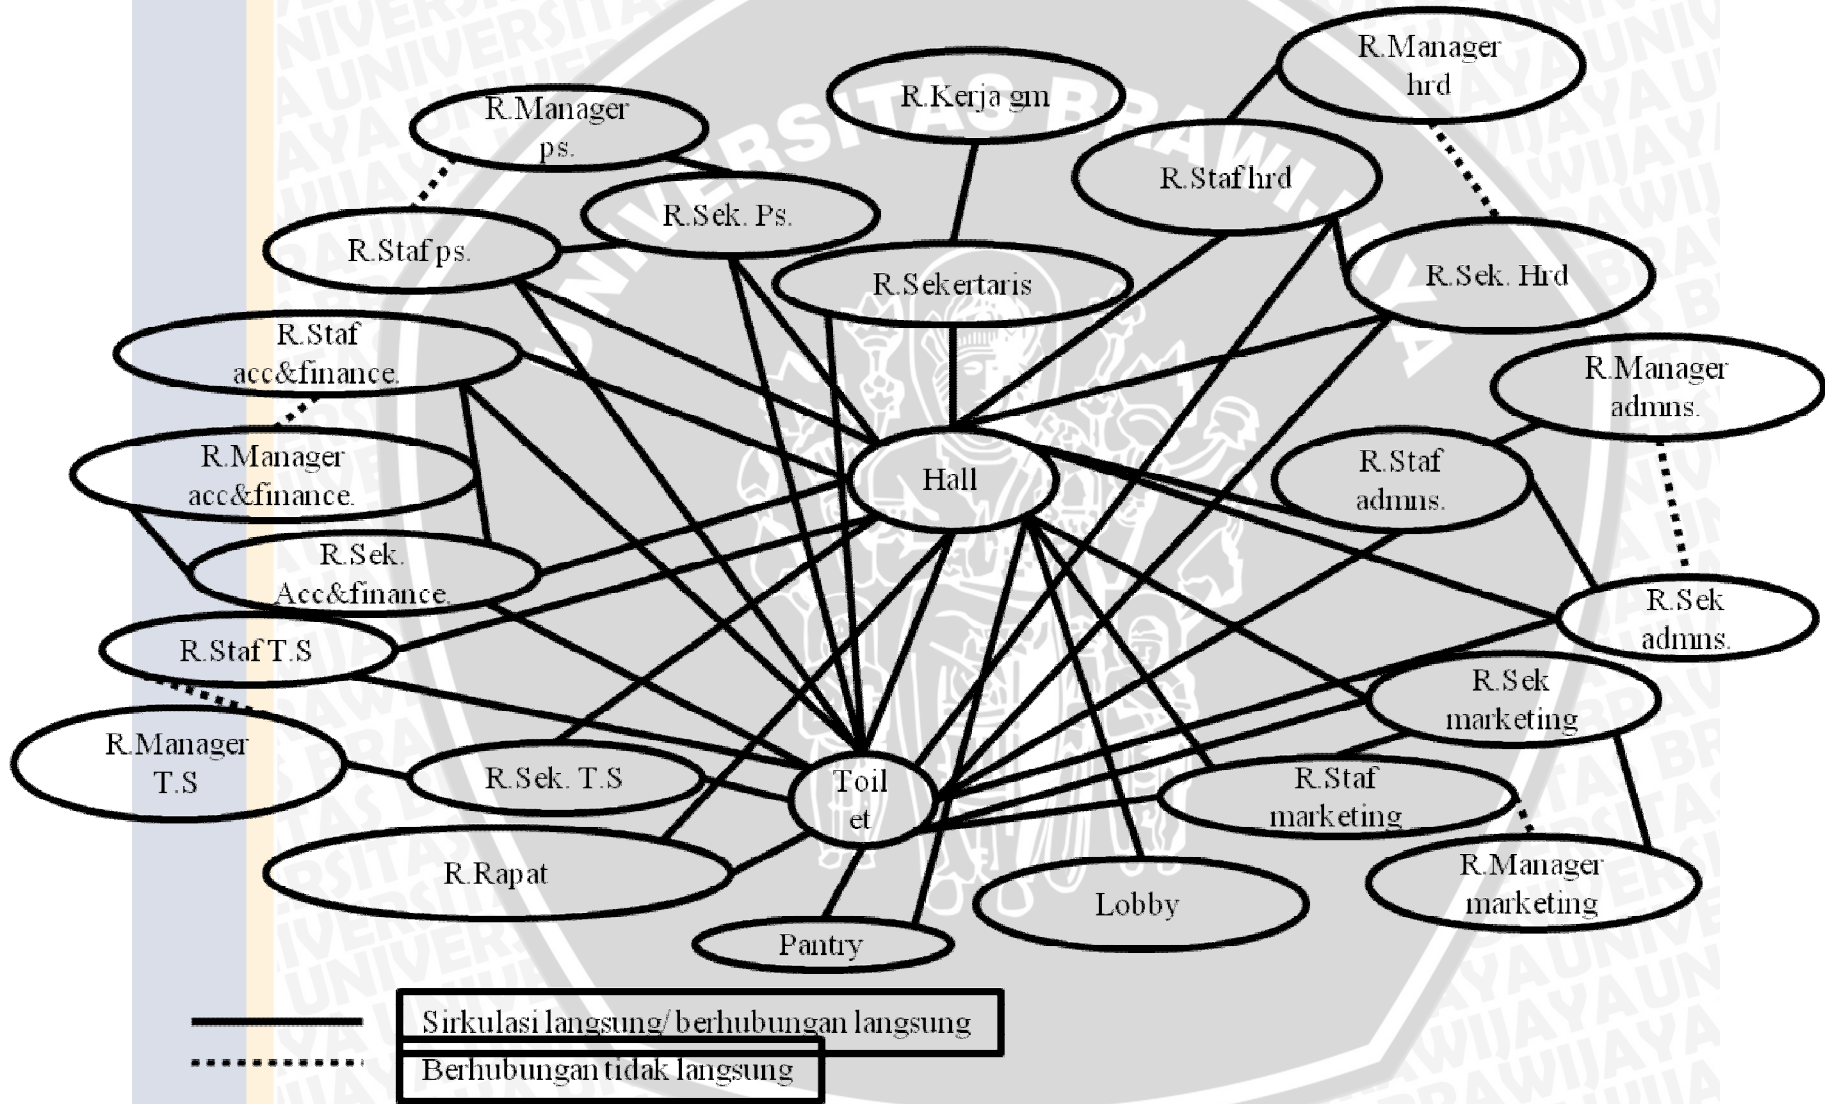 R.Manager
hrd
R.Kerja gm
R.Manager
ps.
R.Staf hrd
R.Sek. Ps.
R.Staf ps.
R.Sekertaris
R.Sek. Hrd
R.Staf
acc&finance.
R.Manager
admns.
R.Manager
acc&finance.
Hall
R.Staf
admns.
R.Sek.
Acc&finance.
R.Sek
admns.
R.Staf T.S
R.Sek
marketing
R.Manager
T.S
R.Sek. T.S
Toil
et
R.Staf
marketing
R.Rapat
R.Manager
marketing
Lobby
Pantry
Sirkulasi langsung/ berhubungan langsung
Berhubungan tidak langsung
UNIVERSITAS BRAWIJAYA